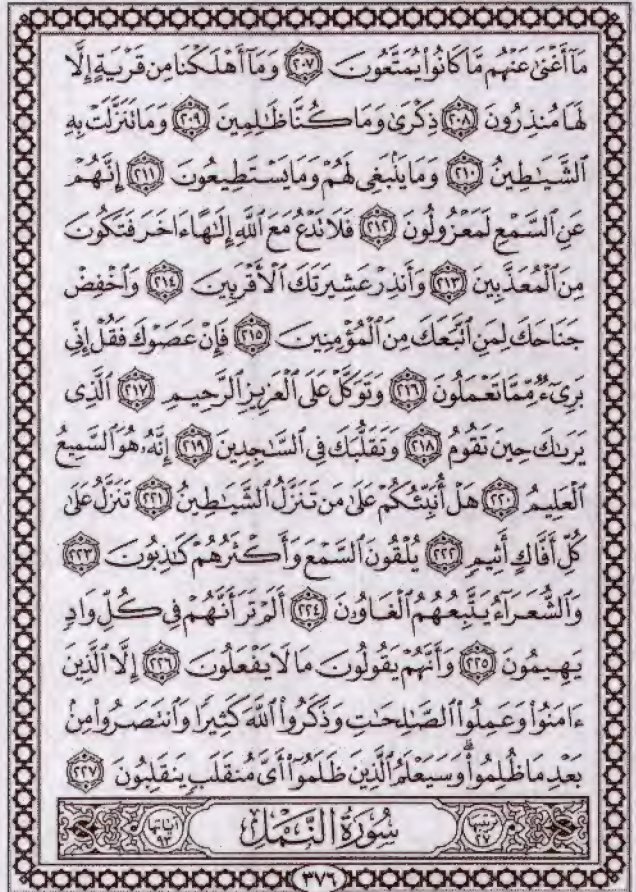 مَآ أَغْنَىٰ عَنْهُم مَّا كَانُوا۟ يُمَتَّعُونَ ٢٠٧ وَمَآ أَهْلَكْنَا مِن قَرْيَةٍ إِلَّا
لَهَا مُنذِرُونَ ٢٠٨ ذِكْرَىٰ وَمَا كُنَّا ظَـٰلِمِينَ ٢٠٩ وَمَا تَنَزَّلَتْ بِهِ
ٱلشَّيَـٰطِينُ ٢١٠ وَمَا يَنۢبَغِى لَهُمْ وَمَا يَسْتَطِيعُونَ ٢١١ إِنَّهُمْ
عَنِ ٱلسَّمْعِ لَمَعْزُولُونَ ٢١٢ فَلَا تَدْعُ مَعَ ٱللَّهِ إِلَـٰهًا ءَاخَرَ فَتَكُونَ
مِنَ ٱلْمُعَذَّبِينَ ٢١٣ وَأَنذِرْ عَشِيرَتَكَ ٱلْأَقْرَبِينَ ٢١٤ وَٱخْفِضْ
جَنَاحَكَ لِمَنِ ٱتَّبَعَكَ مِنَ ٱلْمُؤْمِنِينَ ٢١٥ فَإِنْ عَصَوْكَ فَقُلْ إِنِّى
بَرِىٓءٌ مِّمَّا تَعْمَلُونَ ٢١٦ وَتَوَكَّلْ عَلَى ٱلْعَزِيزِ ٱلرَّحِيمِ ٢١٧ ٱلَّذِى
يَرَىٰكَ حِينَ تَقُومُ ٢١٨ وَتَقَلُّبَكَ فِى ٱلسَّـٰجِدِينَ ٢١٩ إِنَّهُۥ هُوَ ٱلسَّمِيعُ
ٱلْعَلِيمُ ٢٢٠ هَلْ أُنَبِّئُكُمْ عَلَىٰ مَن تَنَزَّلُ ٱلشَّيَـٰطِينُ ٢٢١ تَنَزَّلُ عَلَىٰ
كُلِّ أَفَّاكٍ أَثِيمٍ ٢٢٢ يُلْقُونَ ٱلسَّمْعَ وَأَكْثَرُهُمْ كَـٰذِبُونَ ٢٢٣
وَٱلشُّعَرَآءُ يَتَّبِعُهُمُ ٱلْغَاوُۥنَ ٢٢٤ أَلَمْ تَرَ أَنَّهُمْ فِى كُلِّ وَادٍ
يَهِيمُونَ ٢٢٥ وَأَنَّهُمْ يَقُولُونَ مَا لَا يَفْعَلُونَ ٢٢٦ إِلَّا ٱلَّذِينَ
ءَامَنُوا۟ وَعَمِلُوا۟ ٱلصَّـٰلِحَـٰتِ وَذَكَرُوا۟ ٱللَّهَ كَثِيرًا وَٱنتَصَرُوا۟ مِنۢ
بَعْدِ مَا ظُلِمُوا۟ ۗ وَسَيَعْلَمُ ٱلَّذِينَ ظَلَمُوٓا۟ أَىَّ مُنقَلَبٍ يَنقَلِبُونَ ٢٢٧
ترتيبها ٢٧ سُورَةُ النَّمْلِ آياتها ٩٣
٣٧٦